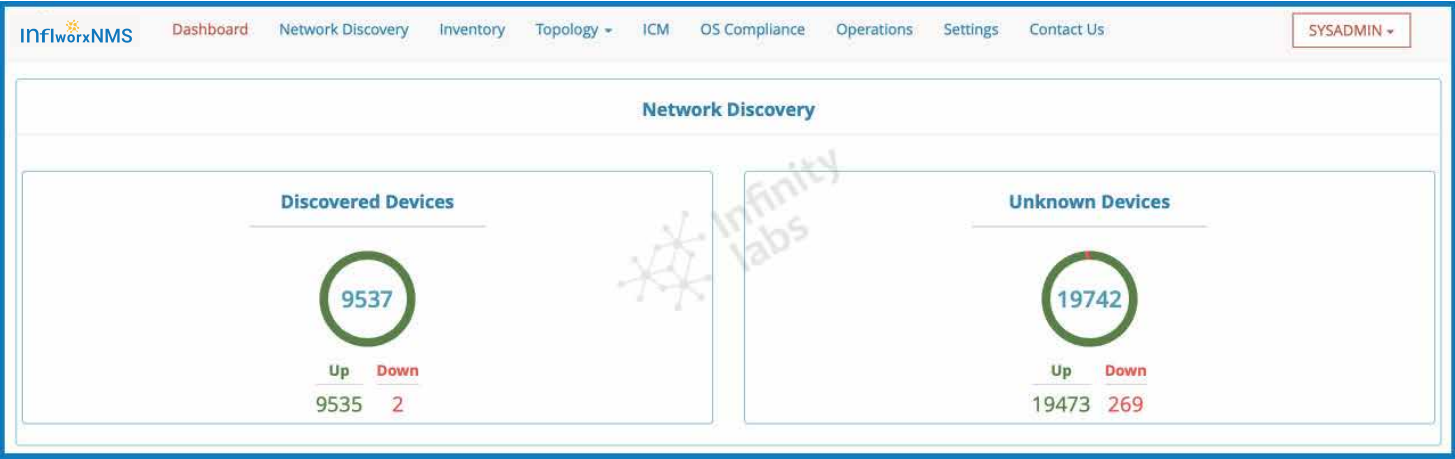 InfIworxNMS Dashboard Network Discovery Inventory Topology ICM OS Compliance Operations Settings Contact Us SYSADMIN
Network Discovery
Infinity
labs
Discovered Devices
9537
Up Down
9535 2
Unknown Devices
19742
Up Down
19473 269